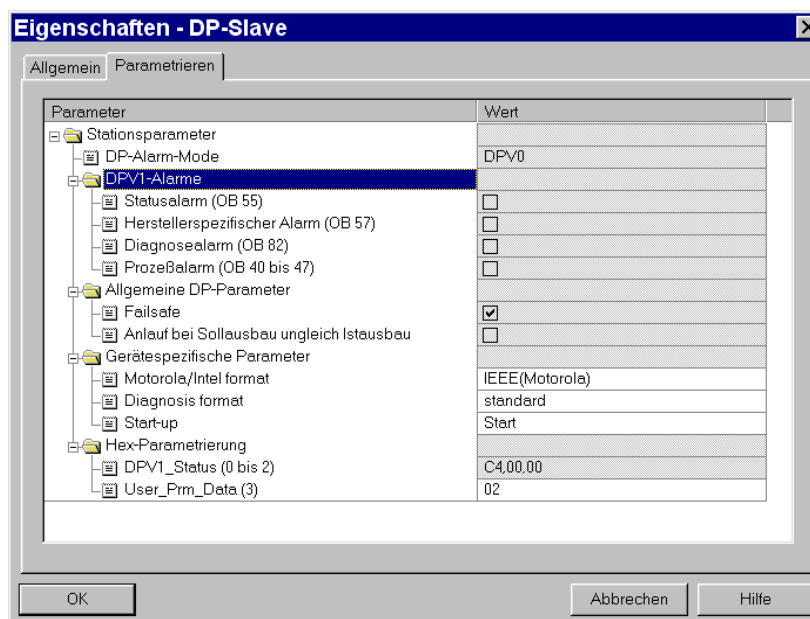 Eigenschaften - DP-Slave
Allgemein Parametrieren
Parameter Wert
Stationsparameter
DP-Alarm-Mode DPV0
DPV1-Alarme
Statusalarm (OB 55)
Herstellerspezifischer Alarm (OB 57)
Diagnosealarm (OB 82)
Prozeßalarm (OB 40 bis 47)
Allgemeine DP-Parameter
Failsafe
Anlauf bei Sollausbau ungleich Istausbau
Gerätespezifische Parameter
Motorola/Intel format IEEE(Motorola)
Diagnosis format standard
Start-up Start
Hex-Parametrierung
DPV1_Status (0 bis 2) C4,00,00
User_Prm_Data (3) 02
OK Abbrechen Hilfe